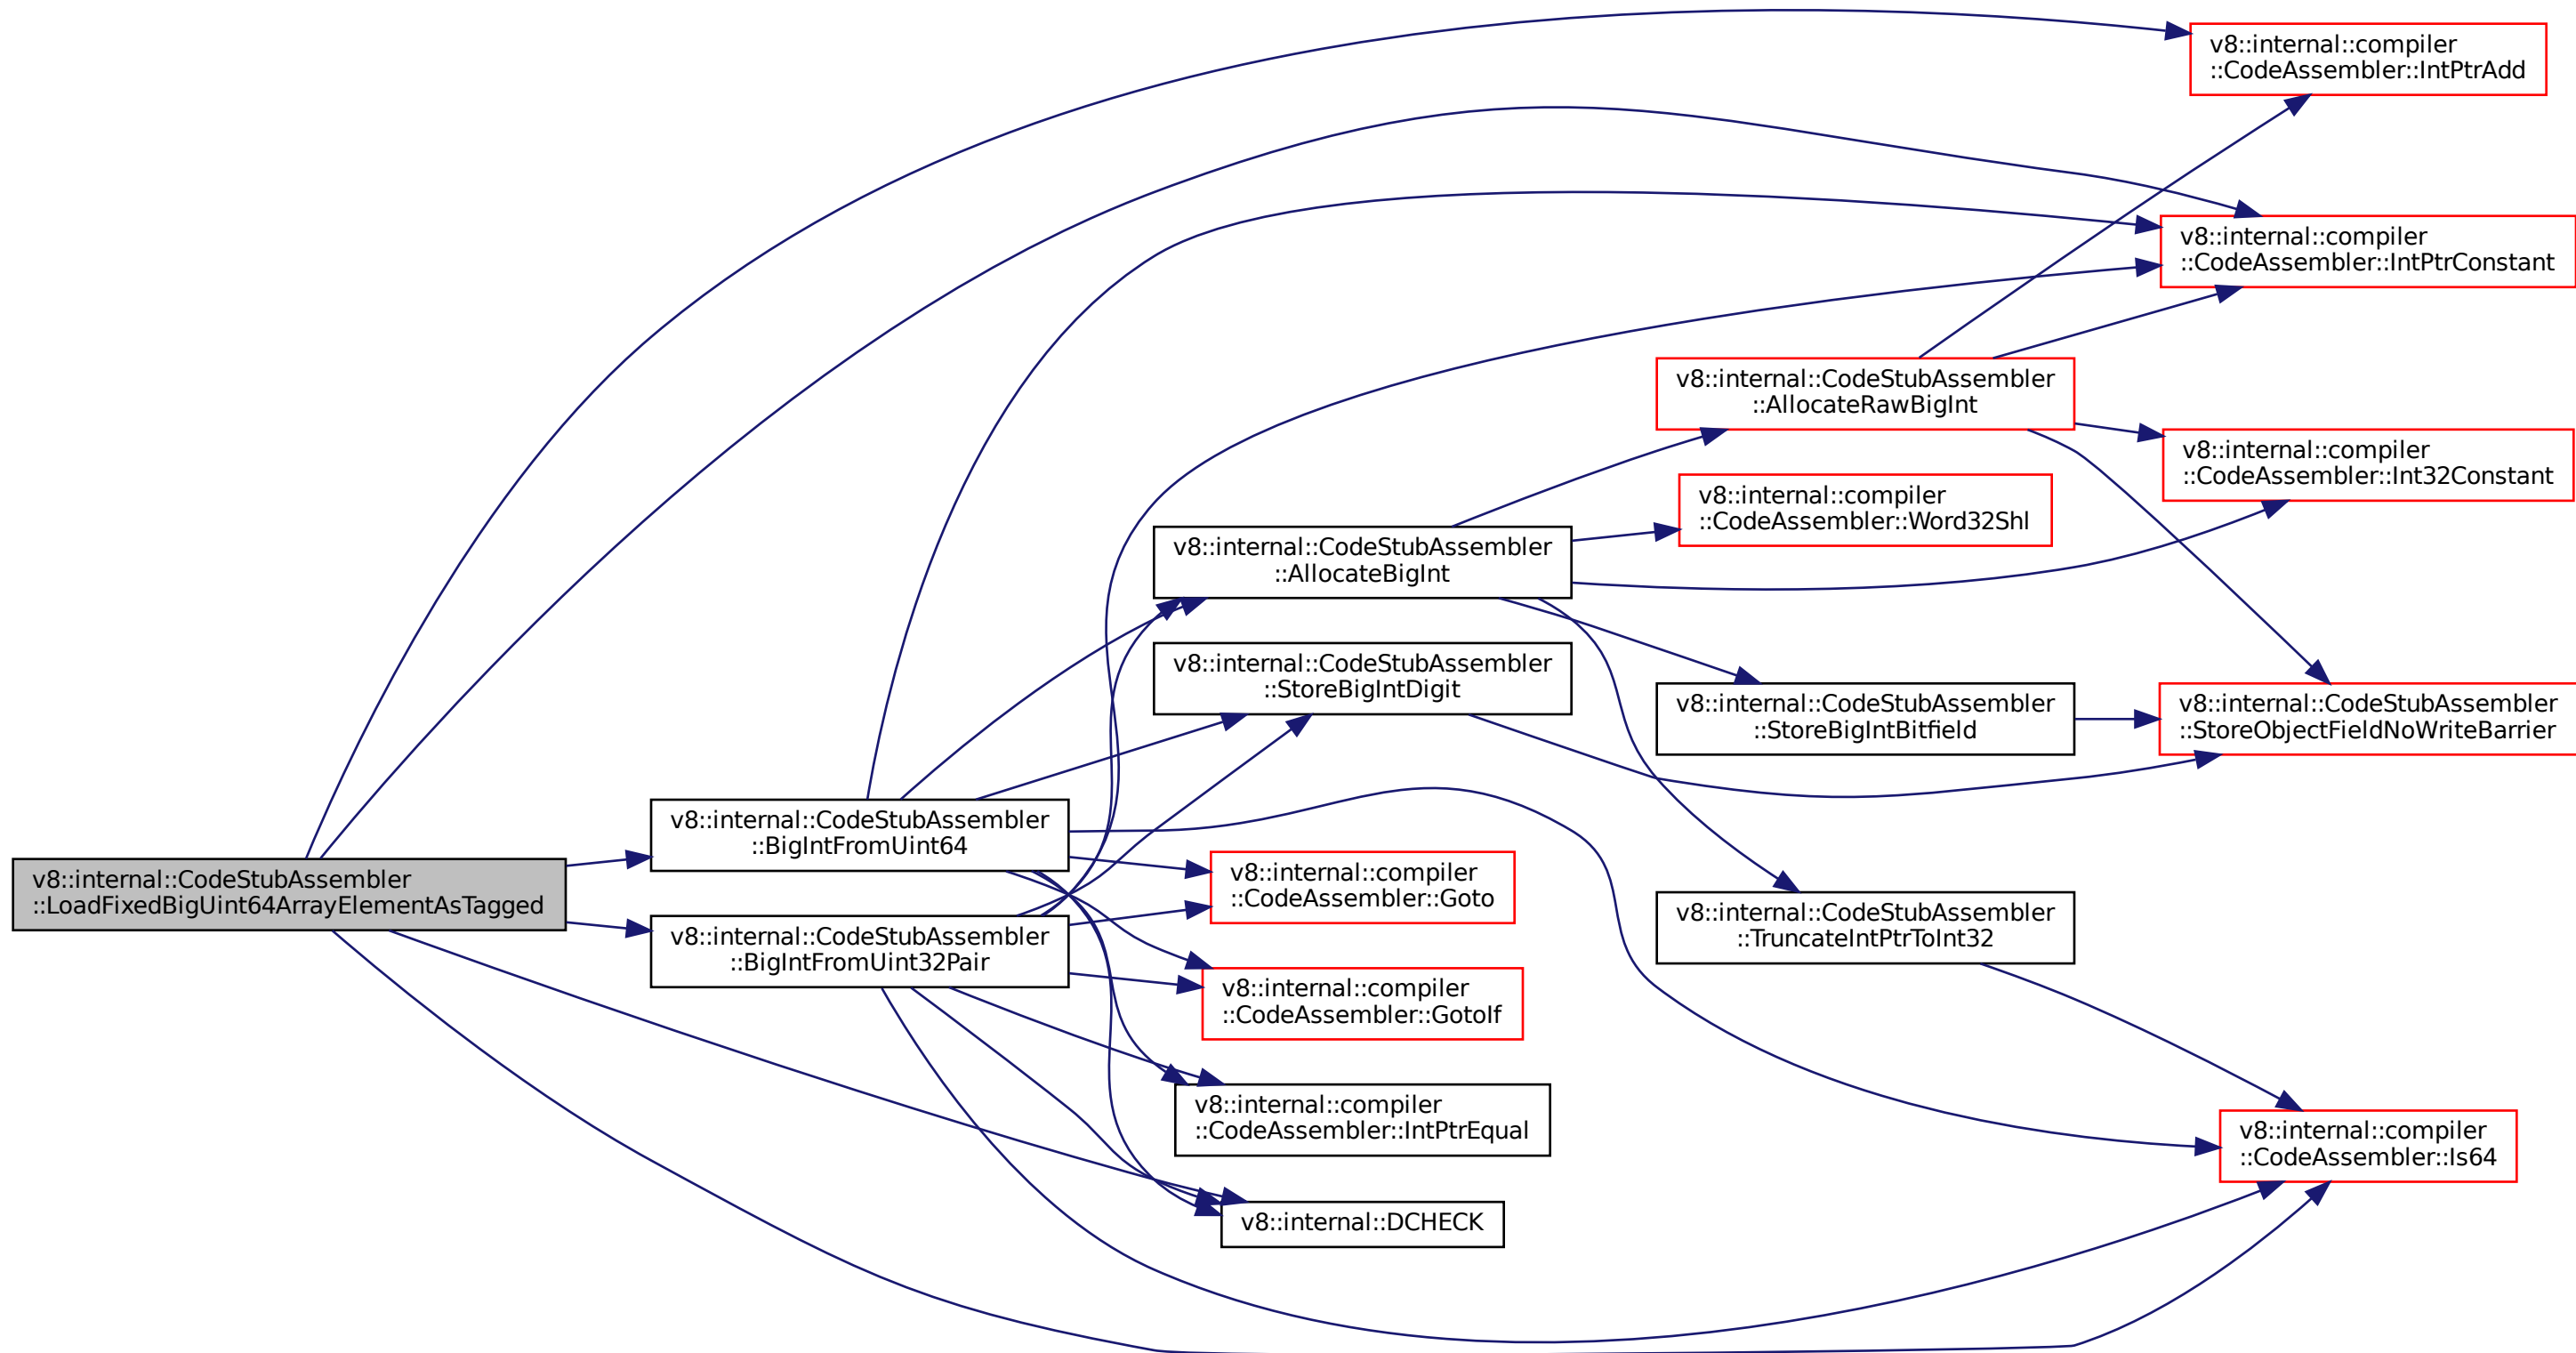 v8::internal::compiler
::CodeAssembler::IntPtrAdd
v8::internal::compiler
::CodeAssembler::IntPtrConstant
v8::internal::CodeStubAssembler
::AllocateRawBigInt
v8::internal::compiler
::CodeAssembler::Int32Constant
v8::internal::compiler
::CodeAssembler::Word32Shl
v8::internal::CodeStubAssembler
::AllocateBigInt
v8::internal::CodeStubAssembler
::StoreBigIntDigit
v8::internal::CodeStubAssembler
::StoreBigIntBitfield
v8::internal::CodeStubAssembler
::StoreObjectFieldNoWriteBarrier
v8::internal::CodeStubAssembler
::BigIntFromUint64
v8::internal::CodeStubAssembler
::LoadFixedBigUint64ArrayElementAsTagged
v8::internal::compiler
::CodeAssembler::Goto
v8::internal::CodeStubAssembler
::TruncateIntPtrToInt32
v8::internal::CodeStubAssembler
::BigIntFromUint32Pair
v8::internal::compiler
::CodeAssembler::GotoIf
v8::internal::compiler
::CodeAssembler::IntPtrEqual
v8::internal::compiler
::CodeAssembler::Is64
v8::internal::DCHECK